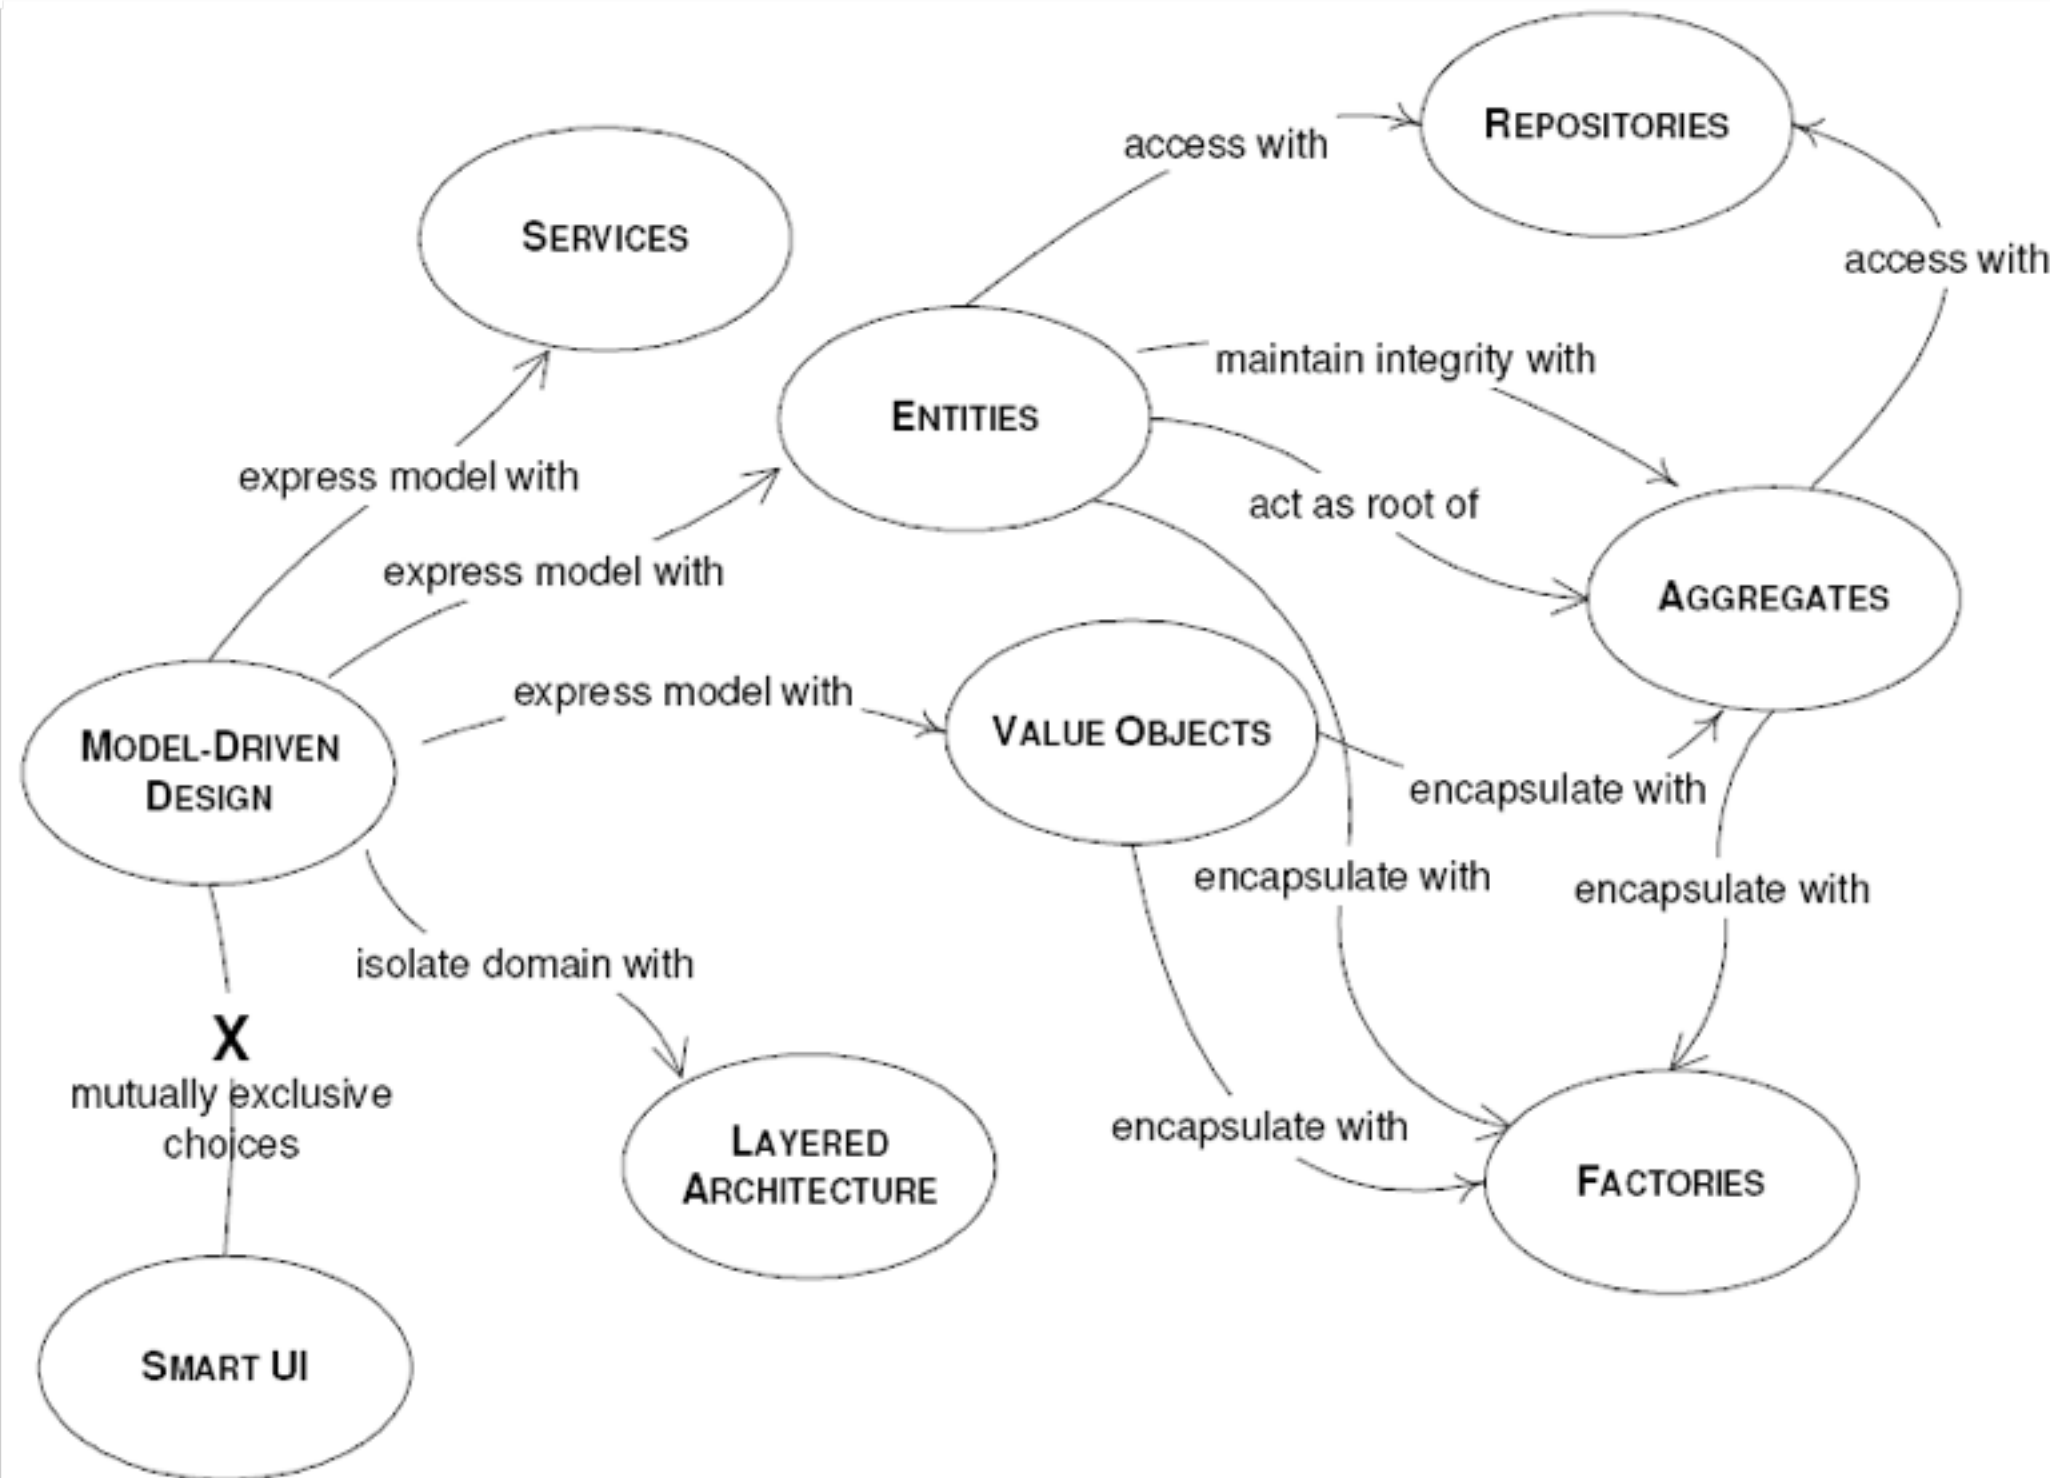 REPOSITORIES
access with
SERVICES
access with
maintain integrity with
ENTITIES
express model with
act as root of
express model with
AGGREGATES
express model with
VALUE OBJECTS
MODEL-DRIVEN
DESIGN
encapsulate with
encapsulate with
encapsulate with
isolate domain with
X
mutually exclusive
choices
encapsulate with
LAYERED
ARCHITECTURE
FACTORIES
SMART UI